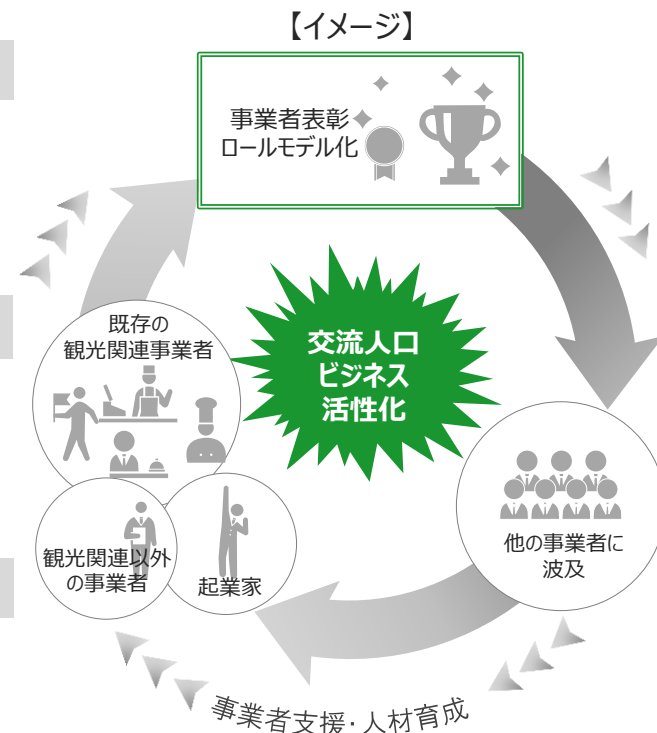 【イメージ】
事業者表彰
ロールモデル化
既存の
観光関連事業者
交流人口
ビジネス
活性化
観光関連以外
の事業者
起業家
他の事業者に
波及
事業者支援・人材育成